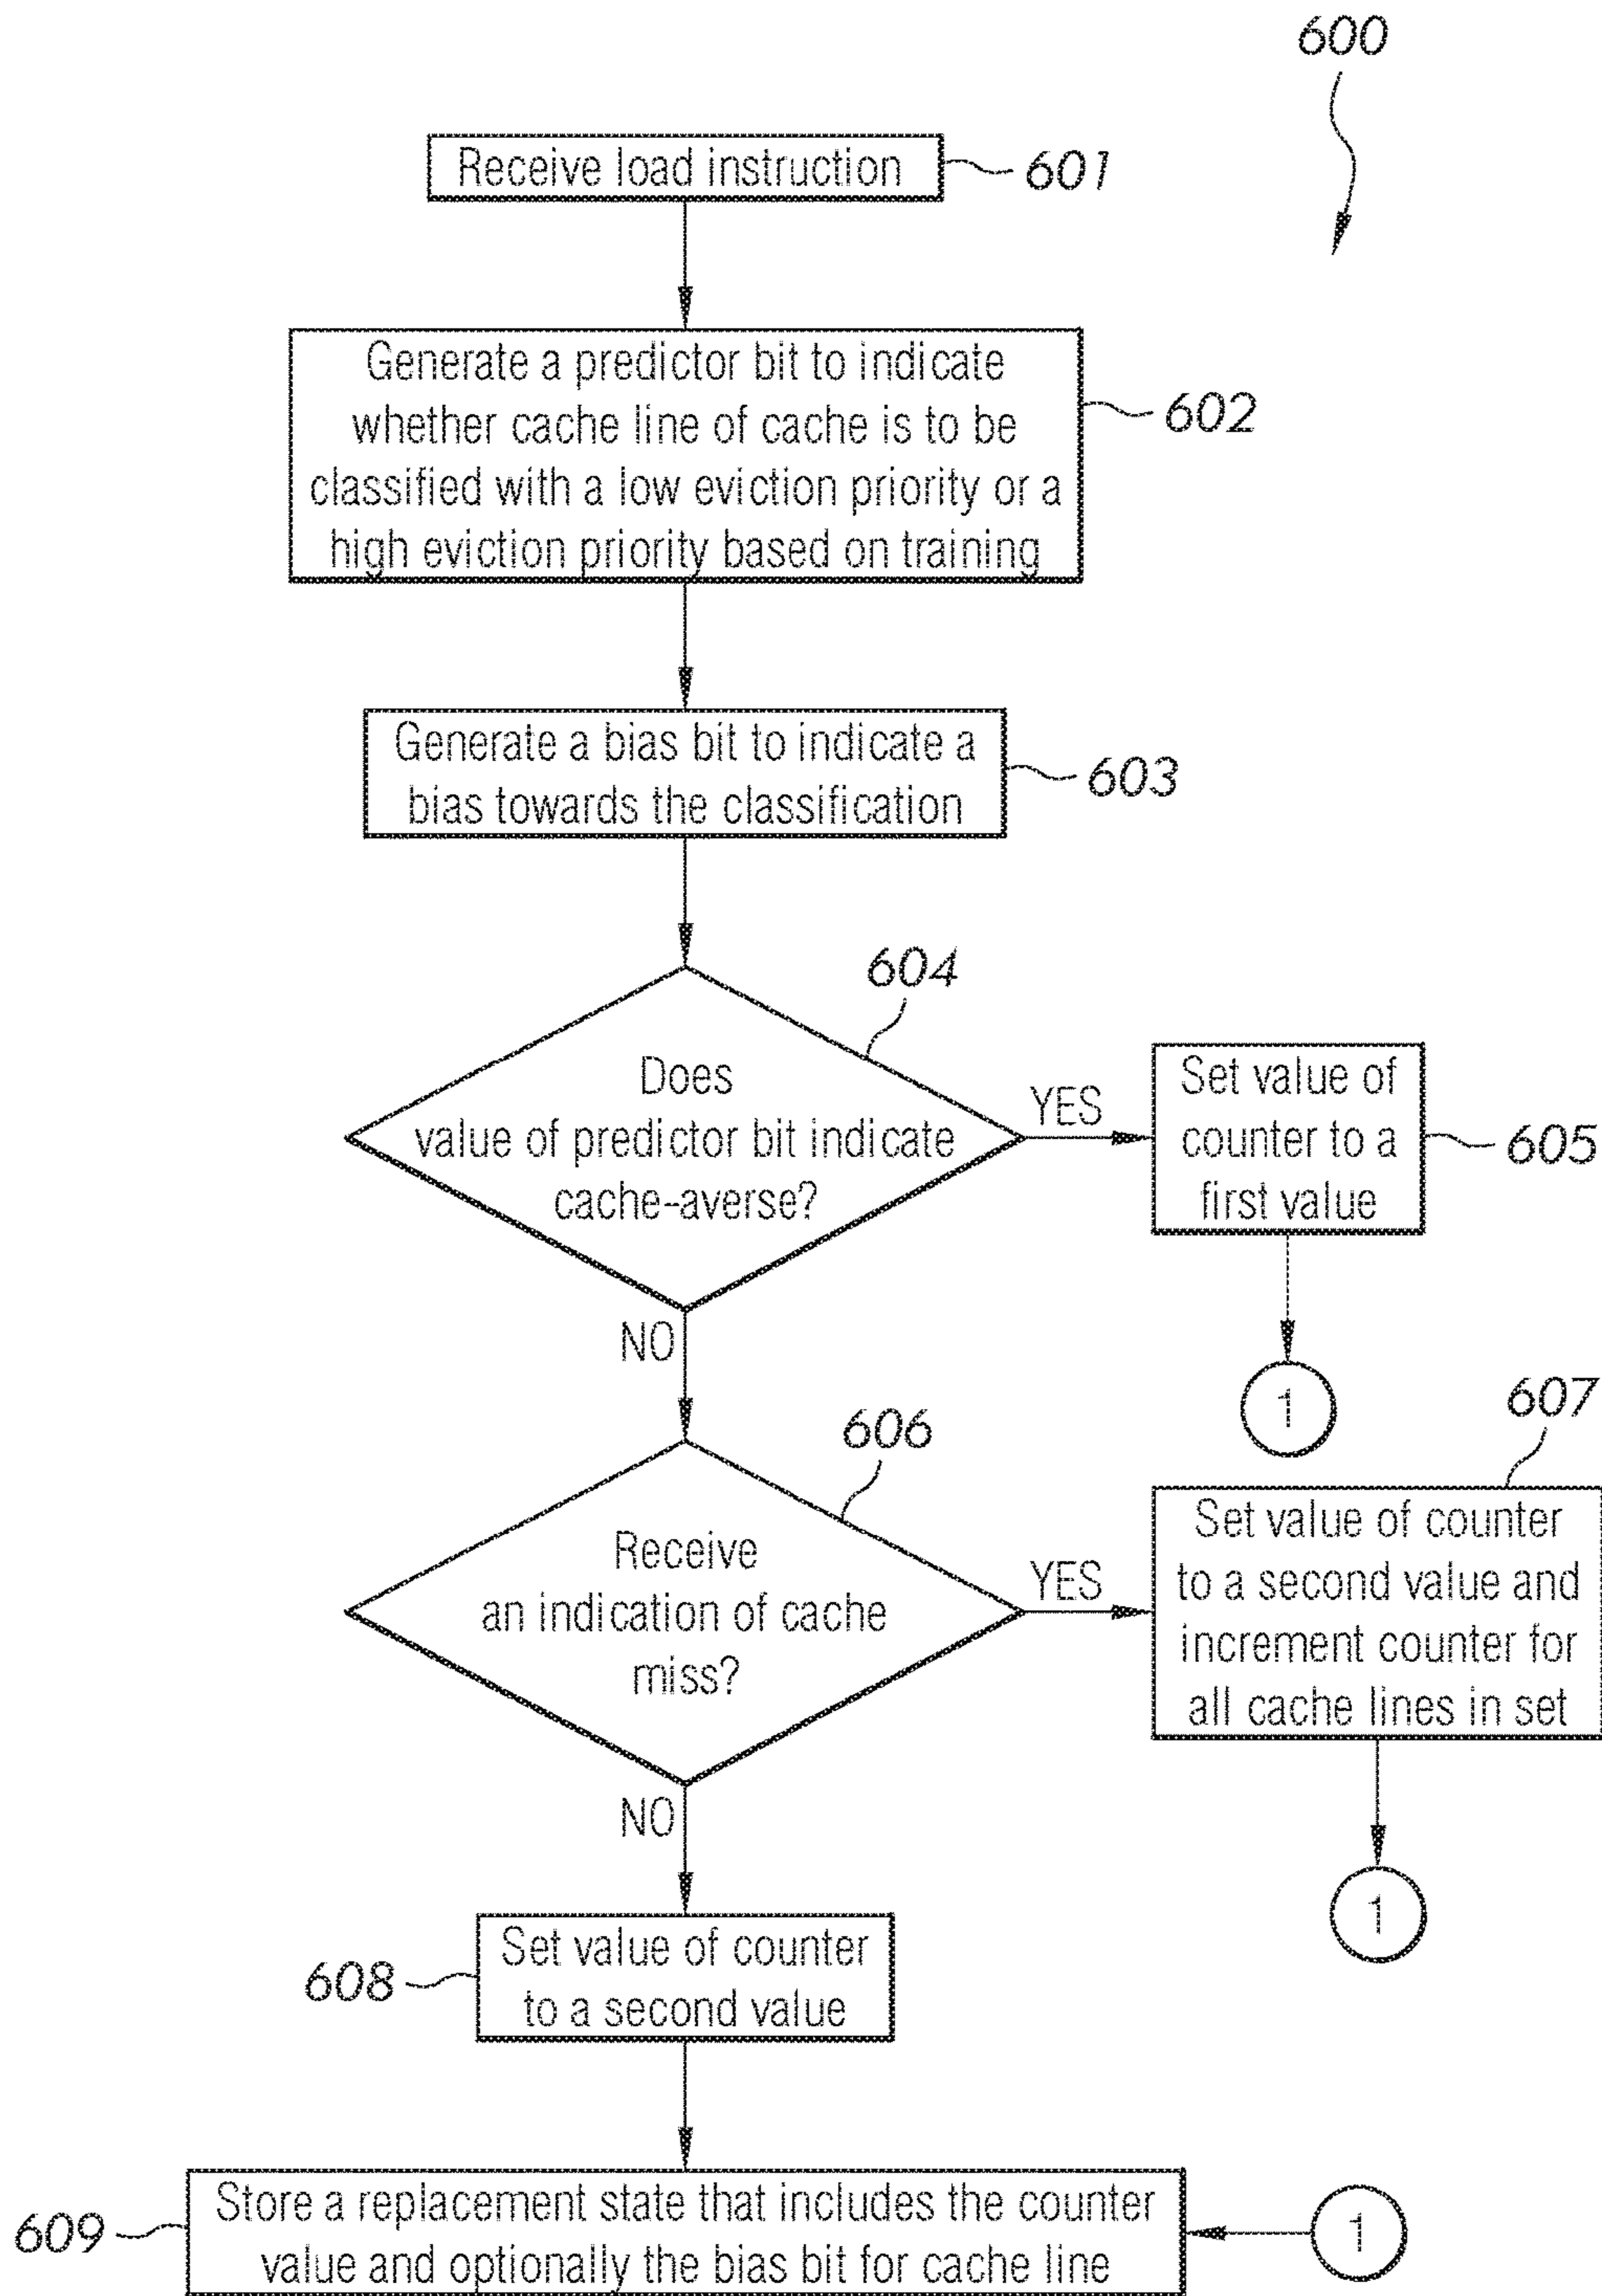 600
Receive load instruction
601
Generate a predictor bit to indicate
whether cache line of cache is to be
classified with a low eviction priority or a
high eviction priority based on training
602
Generate a bias bit to indicate a
bias towards the classification
603
604
Does
value of predictor bit indicate
cache-averse?
YES
Set value of
counter to a
first value
605
NO
1
606
607
Receive
an indication of cache
miss?
YES
Set value of counter
to a second value and
increment counter for
all cache lines in set
NO
1
608
Set value of counter
to a second value
609
Store a replacement state that includes the counter
value and optionally the bias bit for cache line
1